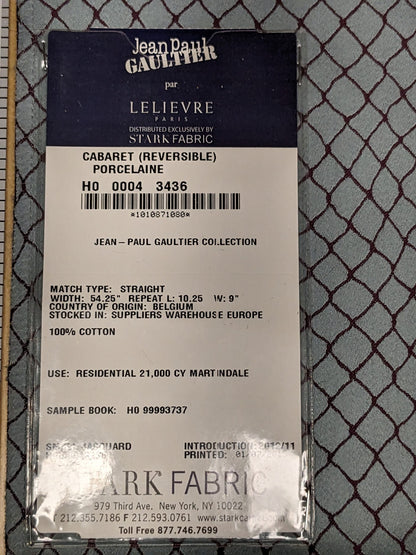 Jean Paul
GAULTIER
par
LELIEVRE
PARIS
DISTRIBUTED EXCLUSIVELY BY
STARK FABRIC
CABARET (REVERSIBLE)
PORCELAINE
H0 0004 3436
*1010871080*
JEAN-PAUL GAULTIER COLLECTION
MATCH TYPE: STRAIGHT
WIDTH: 54.25" REPEAT L: 10.25 W: 9"
COUNTRY OF ORIGIN: BELGIUM
STOCKED IN: SUPPLIERS WAREHOUSE EUROPE
100% COTTON
USE: RESIDENTIAL 21,000 CY MARTINDALE
SAMPLE BOOK: H0 99993737
JACQUARD INTRODUCTION:
PRINTED:
STARK FABRIC
979 Third Ave. New York, NY 10022
T 212.355.7186 F 212.593.0761
Toll Free 877.746.7699